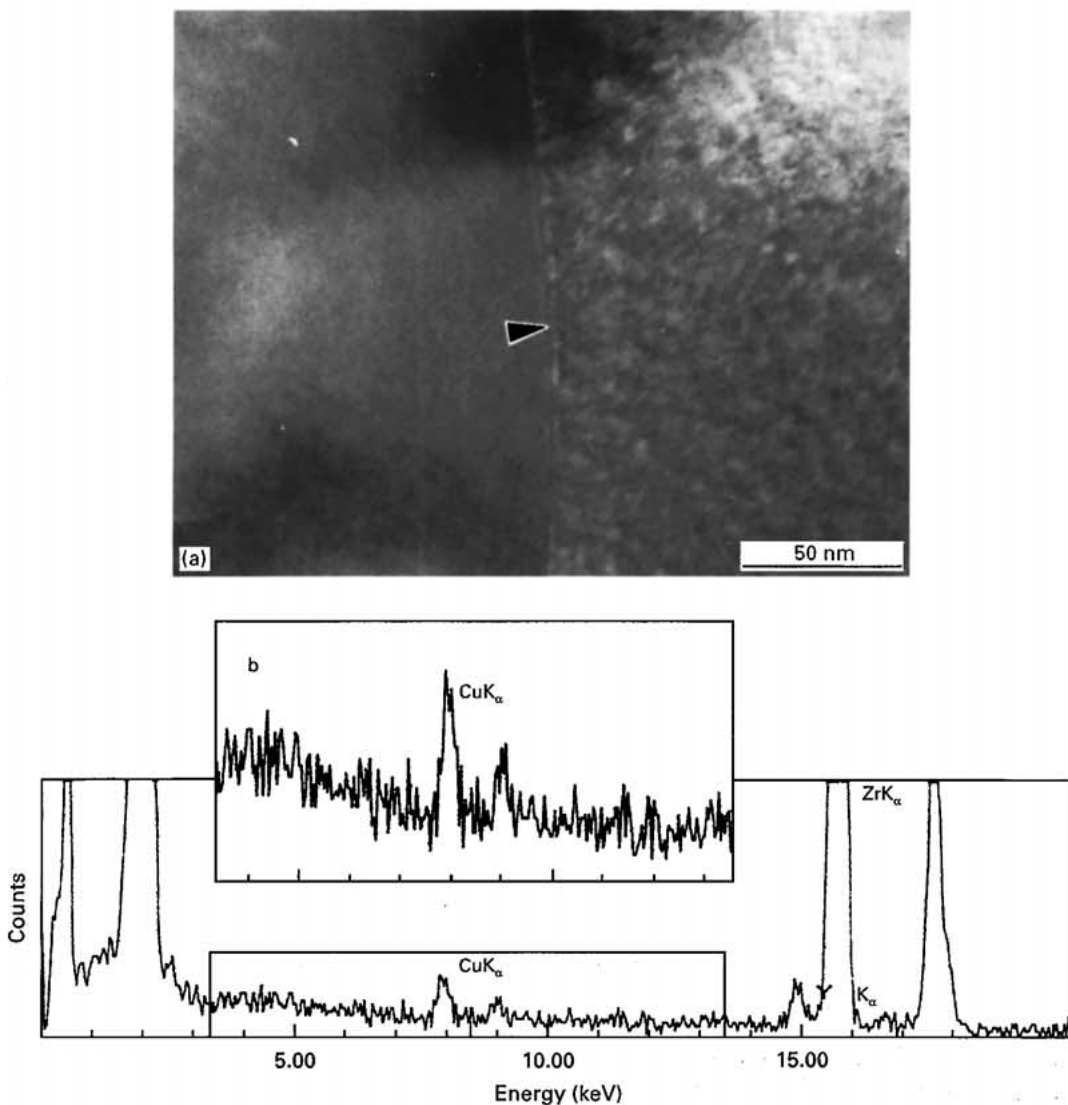 (a)
50 nm
b
CuKα
ZrKα
CuKα
Y Kα
Counts
5.00 10.00 15.00
Energy (keV)